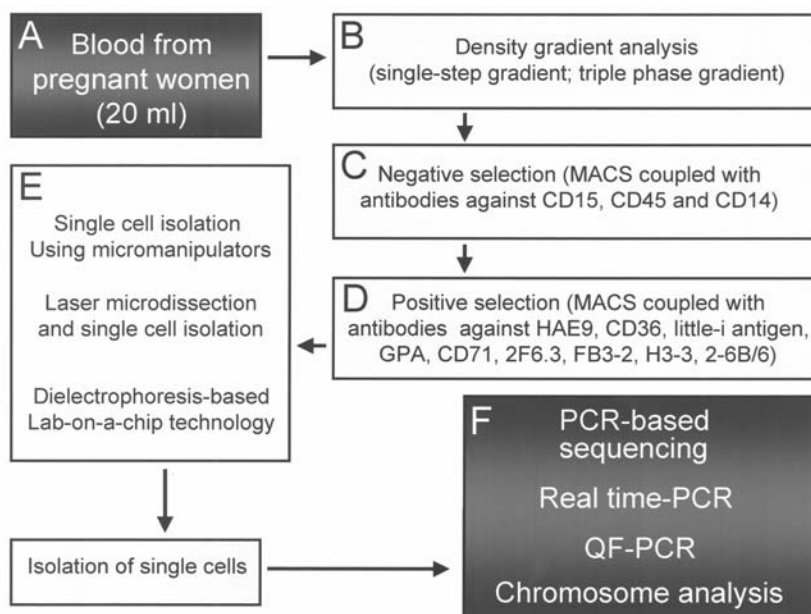 A
Blood from
pregnant women
(20 ml)
B
Density gradient analysis
(single-step gradient; triple phase gradient)
C
Negative selection (MACS coupled with
antibodies against CD15, CD45 and CD14)
D
Positive selection (MACS coupled with
antibodies against HAE9, CD36, little-i antigen,
GPA, CD71, 2F6.3, FB3-2, H3-3, 2-6B/6)
E
Single cell isolation
Using micromanipulators
Laser microdissection
and single cell isolation
Dielectrophoresis-based
Lab-on-a-chip technology
Isolation of single cells
F
PCR-based
sequencing
Real time-PCR
QF-PCR
Chromosome analysis